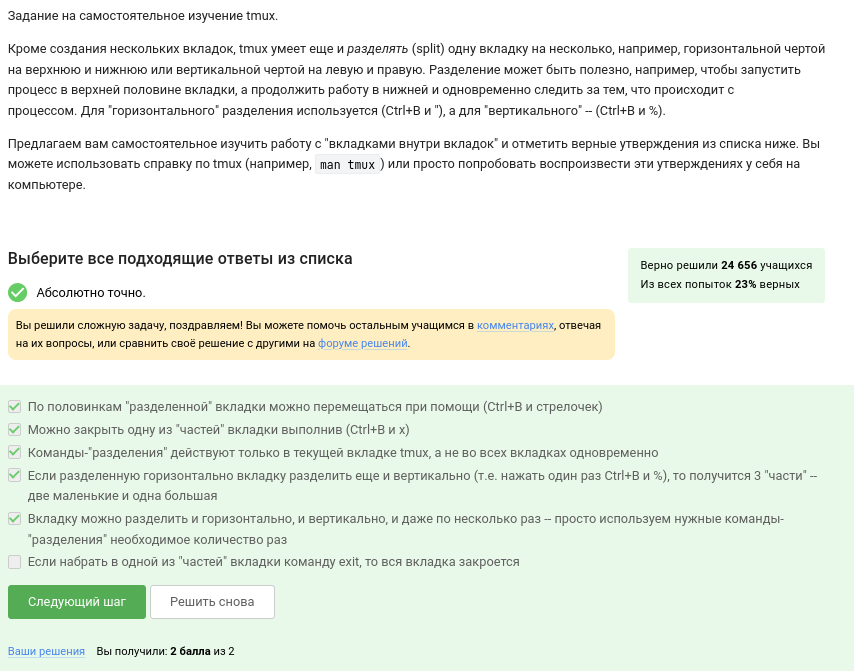 Задание на самостоятельное изучение tmux.
Кроме создания нескольких вкладок, tmux умеет еще и разделять (split) одну вкладку на несколько, например, горизонтальной чертой
на верхнюю и нижнюю или вертикальной чертой на левую и правую. Разделение может быть полезно, например, чтобы запустить
процесс в верхней половине вкладки, а продолжить работу в нижней и одновременно следить за тем, что происходит с
процессом. Для "горизонтального" разделения используется (Ctrl+B и "), а для "вертикального" -- (Ctrl+B и %).
Предлагаем вам самостоятельное изучить работу с "вкладками внутри вкладок" и отметить верные утверждения из списка ниже. Вы
можете использовать справку по tmux (например, man tmux) или просто попробовать воспроизвести эти утверждениях у себя на
компьютере.
Выберите все подходящие ответы из списка
Верно решили 24 656 учащихся
Из всех попыток 23% верных
Абсолютно точно.
Вы решили сложную задачу, поздравляем! Вы можете помочь остальным учащимся в комментариях, отвечая
на их вопросы, или сравнить своё решение с другими на форуме решений.
По половинкам "разделенной" вкладки можно перемещаться при помощи (Ctrl+B и стрелочек)
Можно закрыть одну из "частей" вкладки выполнив (Ctrl+B и x)
Команды-"разделения" действуют только в текущей вкладке tmux, а не во всех вкладках одновременно
Если разделенную горизонтально вкладку разделить еще и вертикально (т.е. нажать один раз Ctrl+B и %), то получится 3 "части" --
две маленькие и одна большая
Вкладку можно разделить и горизонтально, и вертикально, и даже по несколько раз -- просто используем нужные команды-
"разделения" необходимое количество раз
Если набрать в одной из "частей" вкладки команду exit, то вся вкладка закроется
Следующий шаг
Решить снова
Ваши решения Вы получили: 2 балла из 2